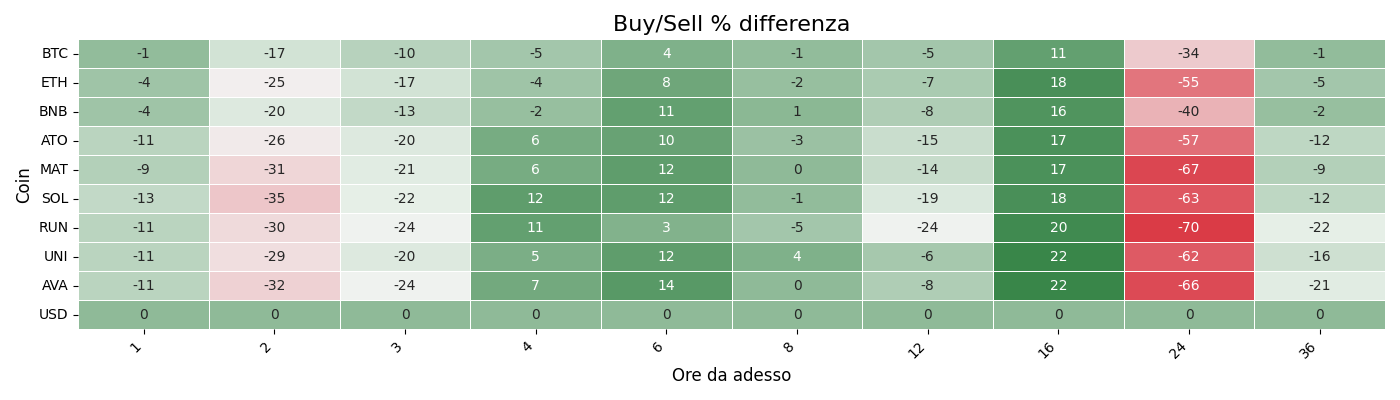 Buy/Sell % differenza
Coin
BTC -1 -17 -10 -5 4 -1 -5 11 -34 -1
ETH -4 -25 -17 -4 8 -2 -7 18 -55 -5
BNB -4 -20 -13 -2 11 1 -8 16 -40 -2
ATO -11 -26 -20 6 10 -3 -15 17 -57 -12
MAT -9 -31 -21 6 12 0 -14 17 -67 -9
SOL -13 -35 -22 12 12 -1 -19 18 -63 -12
RUN -11 -30 -24 11 3 -5 -24 20 -70 -22
UNI -11 -29 -20 5 12 4 -6 22 -62 -16
AVA -11 -32 -24 7 14 0 -8 22 -66 -21
USD 0 0 0 0 0 0 0 0 0 0
1 2 3 4 6 8 12 16 24 36
Ore da adesso